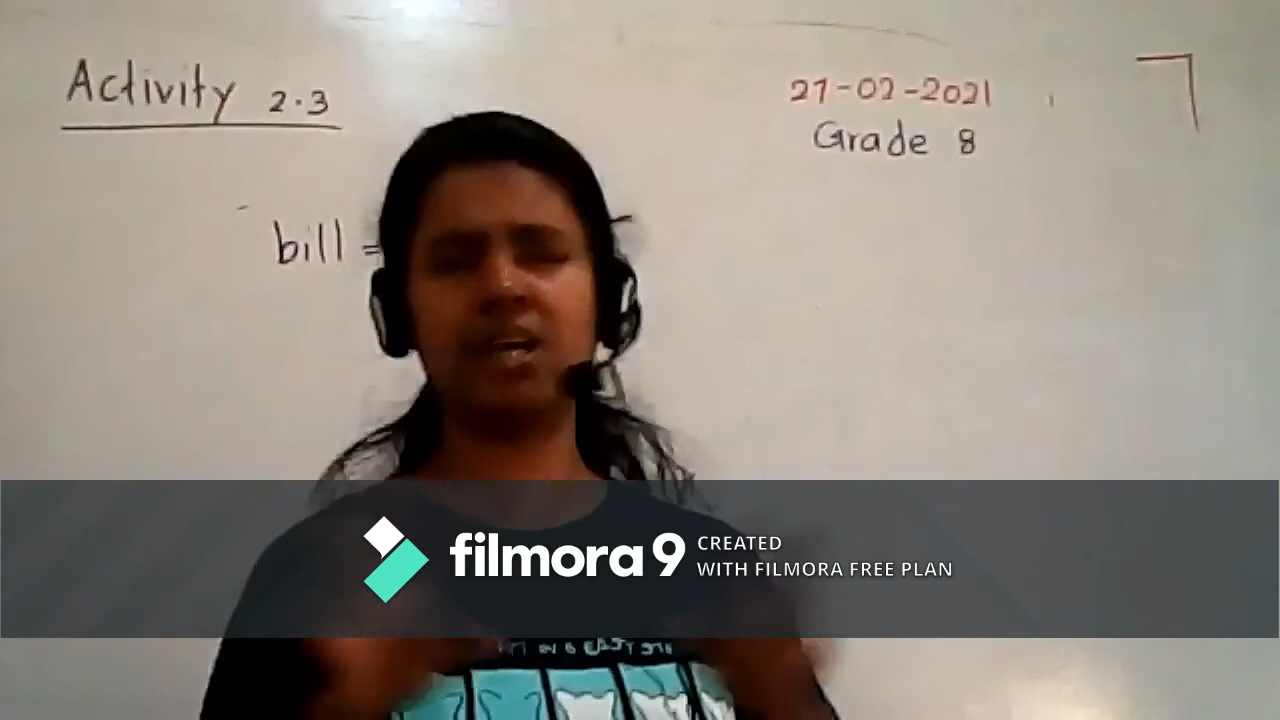 Activity 2.3
27-02-2021
Grade 8
bill =
filmora 9
CREATED
WITH FILMORA FREE PLAN